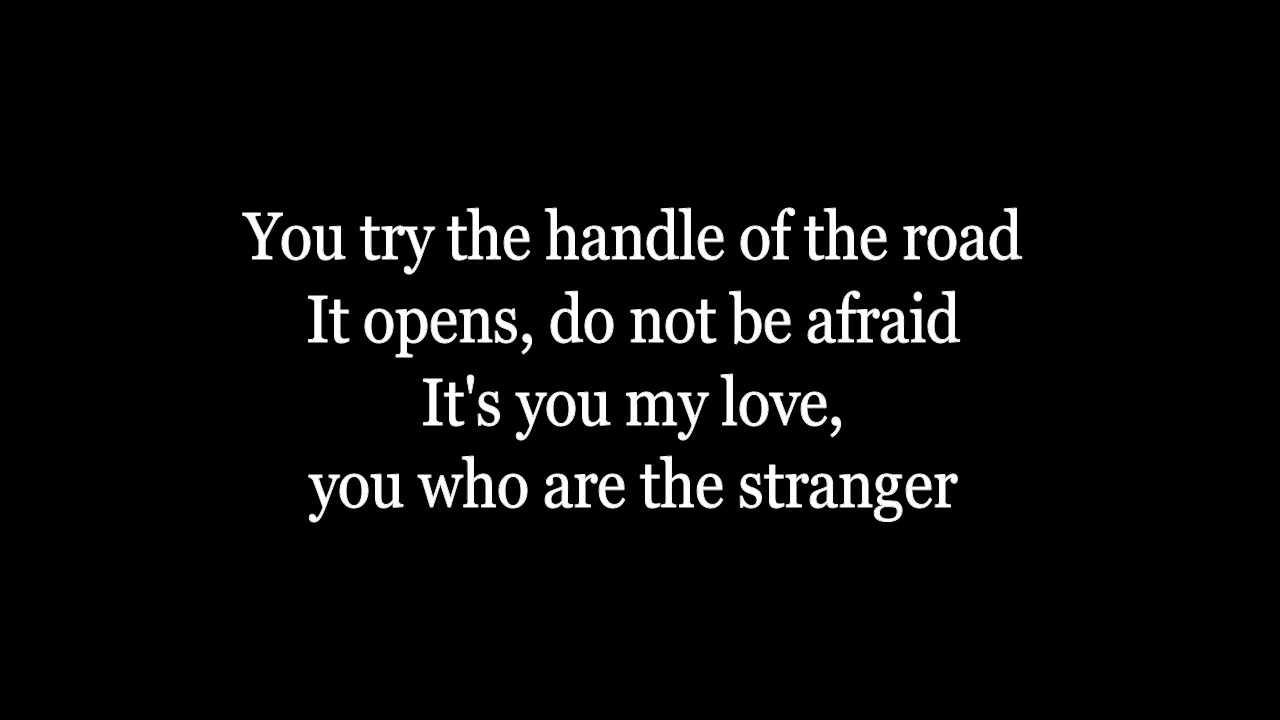 You try the handle of the road
It opens, do not be afraid
It's you my love,
you who are the stranger